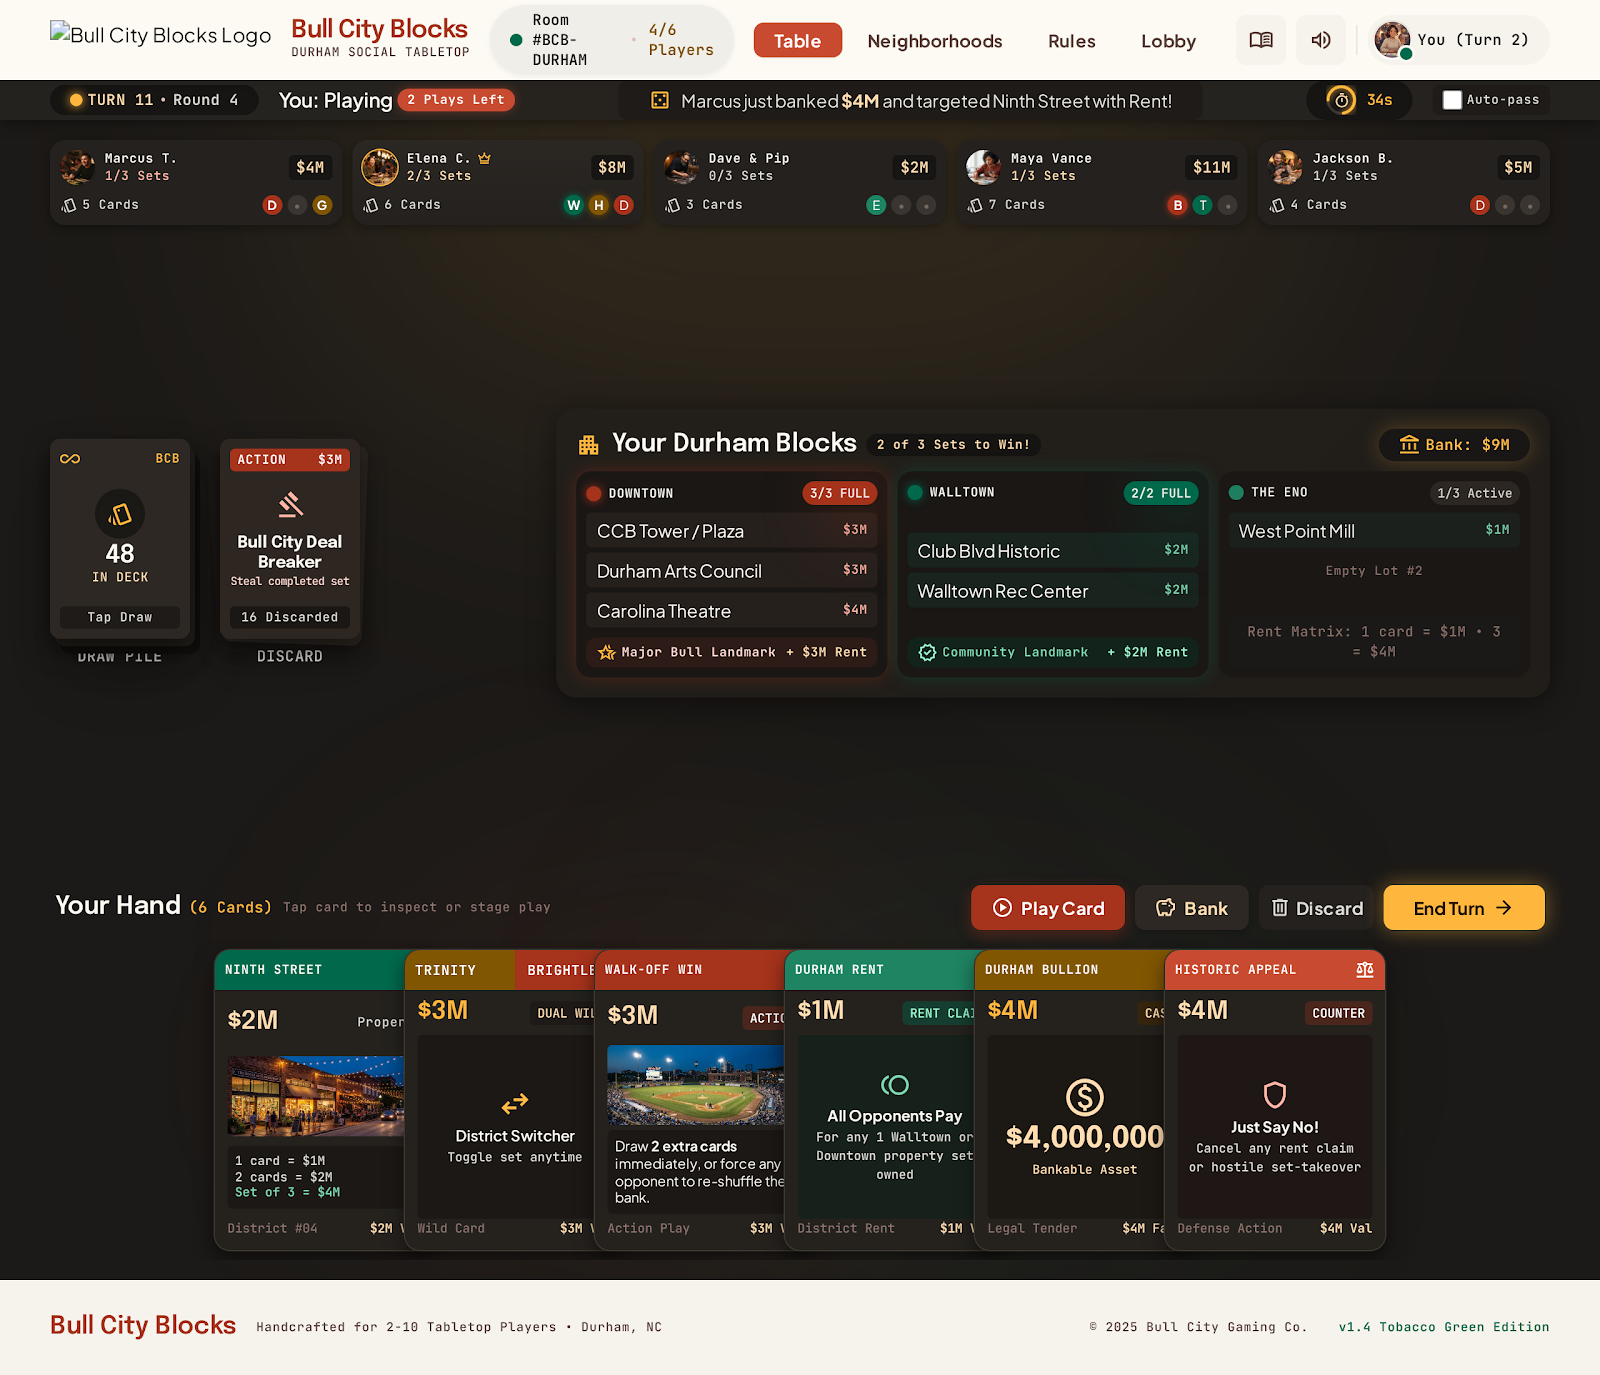 Bull City Blocks Logo
Bull City Blocks
DURHAM SOCIAL TABLETOP
Room
#BCB-
DURHAM
• 4/6
Players
Table
Neighborhoods
Rules
Lobby
You (Turn 2)
TURN 11 • Round 4
You: Playing
2 Plays Left
Marcus just banked $4M and targeted Ninth Street with Rent!
34s
Auto-pass
Marcus T.
1/3 Sets
$4M
5 Cards
D
•
G
Elena C.
2/3 Sets
$8M
6 Cards
W
H
D
Dave & Pip
0/3 Sets
$2M
3 Cards
E
•
•
Maya Vance
1/3 Sets
$11M
7 Cards
B
T
•
Jackson B.
1/3 Sets
$5M
4 Cards
D
•
•
BCB
48
IN DECK
Tap Draw
DRAW PILE
ACTION $3M
Bull City Deal
Breaker
Steal completed set
16 Discarded
DISCARD
Your Durham Blocks
2 of 3 Sets to Win!
Bank: $9M
DOWNTOWN
3/3 FULL
CCB Tower / Plaza $3M
Durham Arts Council $3M
Carolina Theatre $4M
Major Bull Landmark + $3M Rent
WALLTOWN
2/2 FULL
Club Blvd Historic $2M
Walltown Rec Center $2M
Community Landmark + $2M Rent
THE ENO
1/3 Active
West Point Mill $1M
Empty Lot #2
Rent Matrix: 1 card = $1M • 3
= $4M
Your Hand (6 Cards) Tap card to inspect or stage play
Play Card
Bank
Discard
End Turn
NINTH STREET
$2M
Proper
1 card = $1M
2 cards = $2M
Set of 3 = $4M
District #04 $2M V
TRINITY BRIGHTLE
$3M
DUAL WIL
District Switcher
Toggle set anytime
Wild Card $3M V
WALK-OFF WIN
$3M
ACTIO
Draw 2 extra cards
immediately, or force any
opponent to re-shuffle the
bank.
Action Play $3M V
DURHAM RENT
$1M
RENT CLAI
All Opponents Pay
For any 1 Walltown or
Downtown property set
owned
District Rent $1M V
DURHAM BULLION
$4M
CAS
$4,000,000
Bankable Asset
Legal Tender $4M Fa
HISTORIC APPEAL
$4M
COUNTER
Just Say No!
Cancel any rent claim
or hostile set-takeover
Defense Action $4M Val
Bull City Blocks
Handcrafted for 2-10 Tabletop Players • Durham, NC
© 2025 Bull City Gaming Co.
v1.4 Tobacco Green Edition